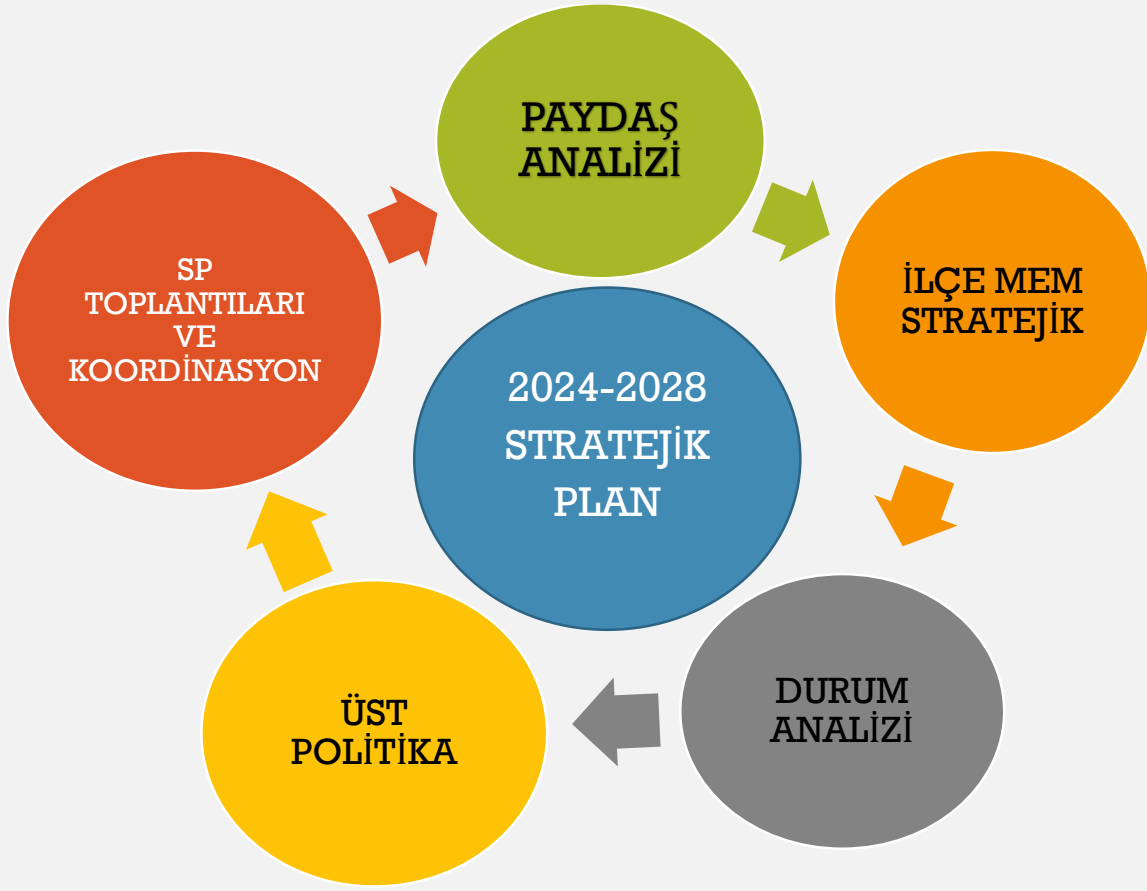 PAYDAŞ
ANALİZİ
İLÇE MEM
STRATEJİK
DURUM
ANALİZİ
ÜST
POLİTİKA
SP
TOPLANTILARI
VE
KOORDİNASYON
2024-2028
STRATEJİK
PLAN